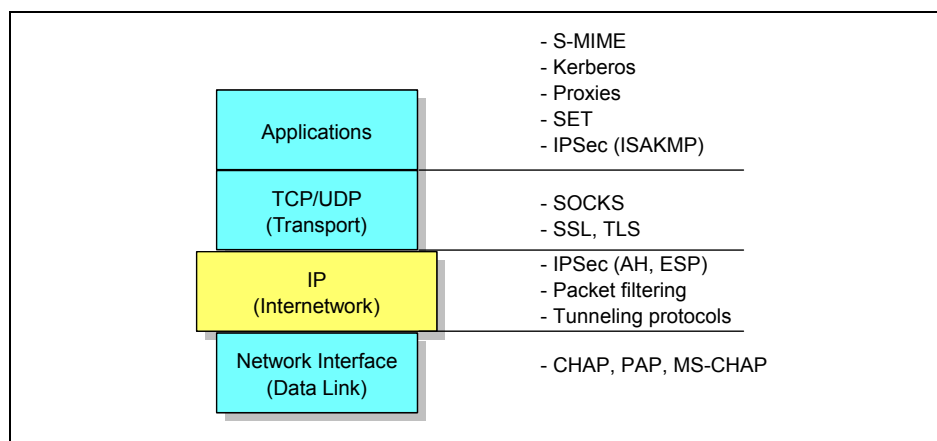 - S-MIME
- Kerberos
- Proxies
- SET
- IPSec (ISAKMP)
Applications
TCP/UDP
(Transport)
- SOCKS
- SSL, TLS
IP
(Internetwork)
- IPSec (AH, ESP)
- Packet filtering
- Tunneling protocols
Network Interface
(Data Link)
- CHAP, PAP, MS-CHAP